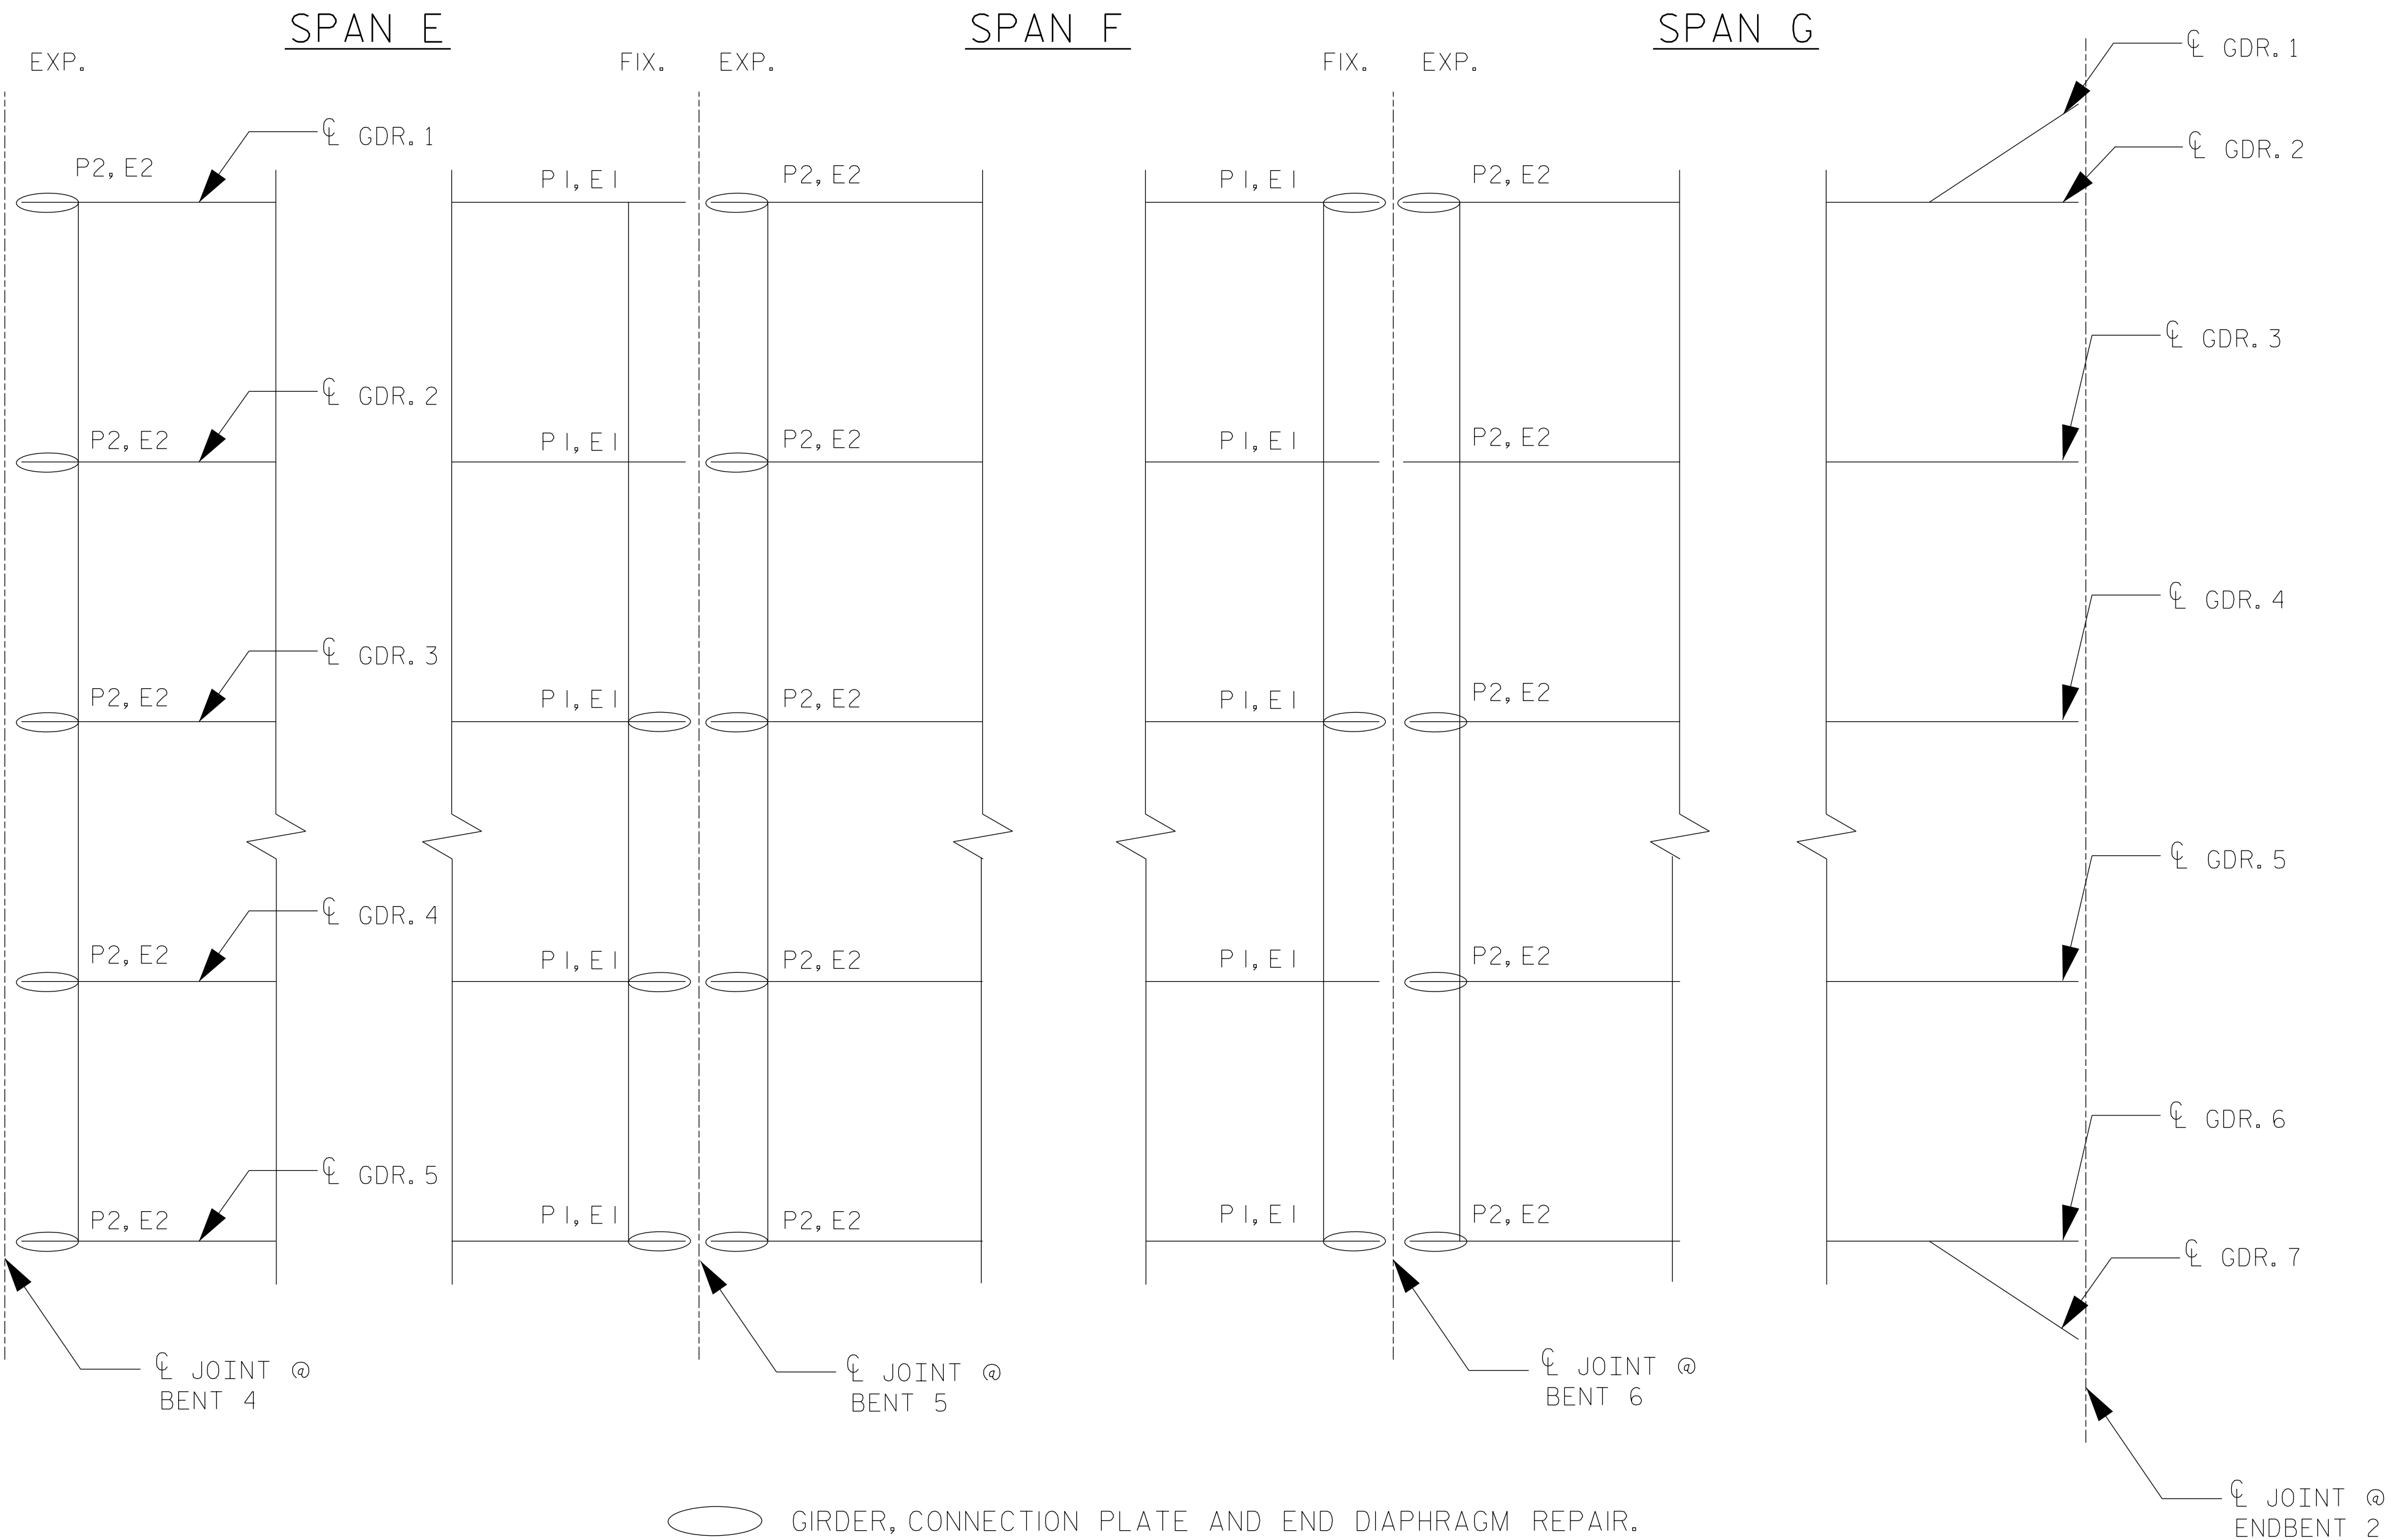 SPAN E
SPAN F
SPAN G
EXP.
FIX.
EXP.
FIX.
EXP.
℄ GDR. 1
℄ GDR. 1
℄ GDR. 2
P2, E2
P1, E1
P2, E2
P1, E1
P2, E2
℄ GDR. 3
℄ GDR. 2
P2, E2
P1, E1
P2, E2
P1, E1
P2, E2
℄ GDR. 4
℄ GDR. 3
P2, E2
P1, E1
P2, E2
P1, E1
P2, E2
℄ GDR. 5
℄ GDR. 4
P2, E2
P1, E1
P2, E2
P1, E1
P2, E2
℄ GDR. 6
℄ GDR. 5
P2, E2
P1, E1
P2, E2
P1, E1
P2, E2
℄ GDR. 7
℄ JOINT @
BENT 4
℄ JOINT @
BENT 5
℄ JOINT @
BENT 6
℄ JOINT @
ENDBENT 2
GIRDER, CONNECTION PLATE AND END DIAPHRAGM REPAIR.